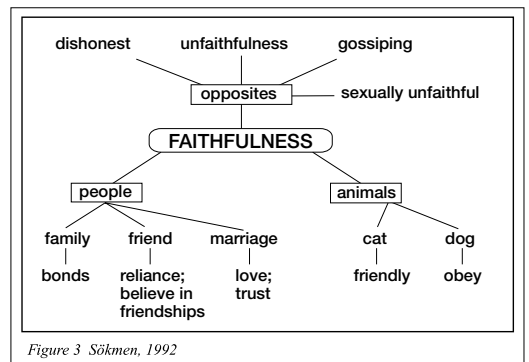 dishonest unfaithfulness gossiping
opposites sexually unfaithful
FAITHFULNESS
people animals
family friend marriage cat dog
bonds reliance; love; friendly obey
believe in trust
friendships
Figure 3 Sökmen, 1992